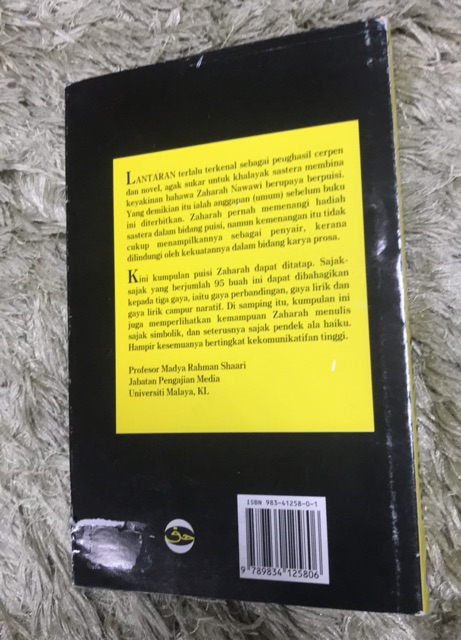 LANTARAN terlalu terkenal sebagai penghasil cerpen
dan novel, agak sukar untuk khalayak sastera membina
keyakinan bahawa Zaharah Nawawi berupaya berpuisi.
Yang demikian itu ialah anggapan (umum) sebelum buku
ini diterbitkan. Zaharah pernah memenangi hadiah
sastera dalam bidang puisi, namun kemenangan itu tidak
cukup menampilkannya sebagai penyair, kerana
dilindungi oleh kekuatannya dalam bidang karya prosa.
Kini kumpulan puisi Zaharah dapat ditatap. Sajak-
sajak yang berjumlah 95 buah ini dapat dibahagikan
kepada tiga gaya, iaitu gaya perbandingan, gaya lirik dan
gaya lirik campur naratif. Di samping itu, kumpulan ini
juga memperlihatkan kemampuan Zaharah menulis
sajak simbolik, dan seterusnya sajak pendek ala haiku.
Hampir kesemuanya bertingkat kekomunikatifan tinggi.
Profesor Madya Rahman Shaari
Jabatan Pengajian Media
Universiti Malaya, KL.
ISBN 983-41258-0-1
9 789834 125806